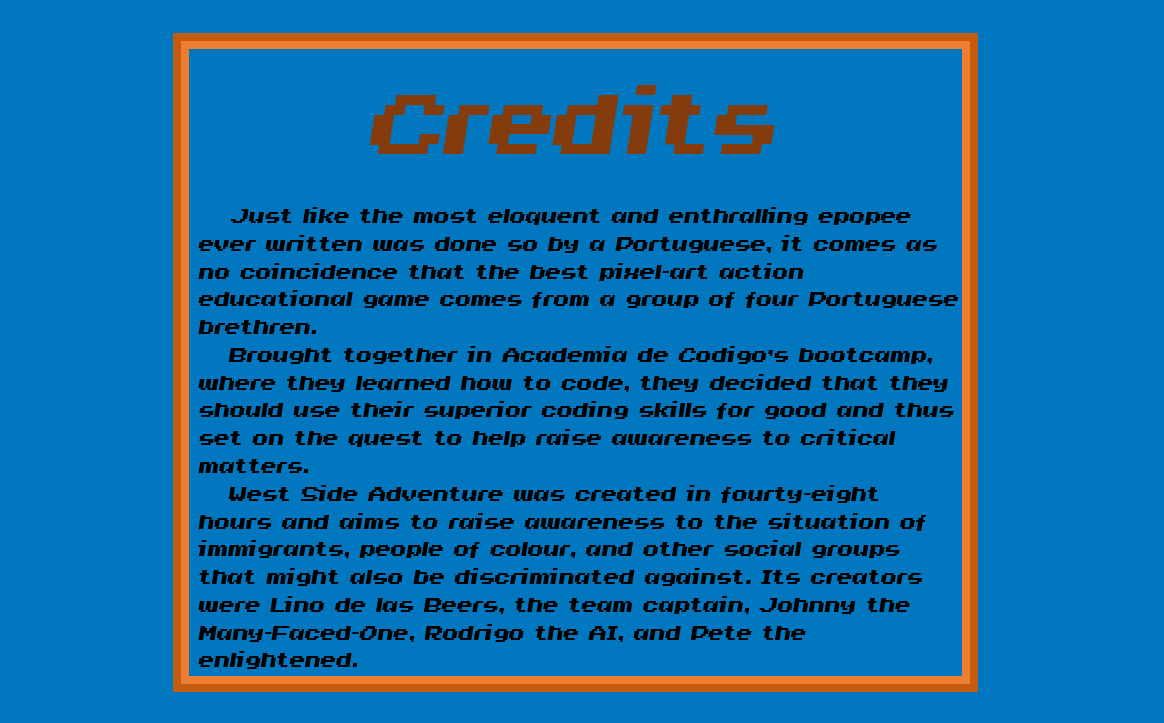 Credits
Just like the most eloquent and enthralling epopee
ever written was done so by a Portuguese, it comes as
no coincidence that the best pixel-art action
educational game comes from a group of four Portuguese
brethren.
Brought together in Academia de Codigo's bootcamp,
where they learned how to code, they decided that they
should use their superior coding skills for good and thus
set on the quest to help raise awareness to critical
matters.
West Side Adventure was created in fourty-eight
hours and aims to raise awareness to the situation of
immigrants, people of colour, and other social groups
that might also be discriminated against. Its creators
were Lino de las Beers, the team captain, Johnny the
Many-Faced-One, Rodrigo the AI, and Pete the
enlightened.